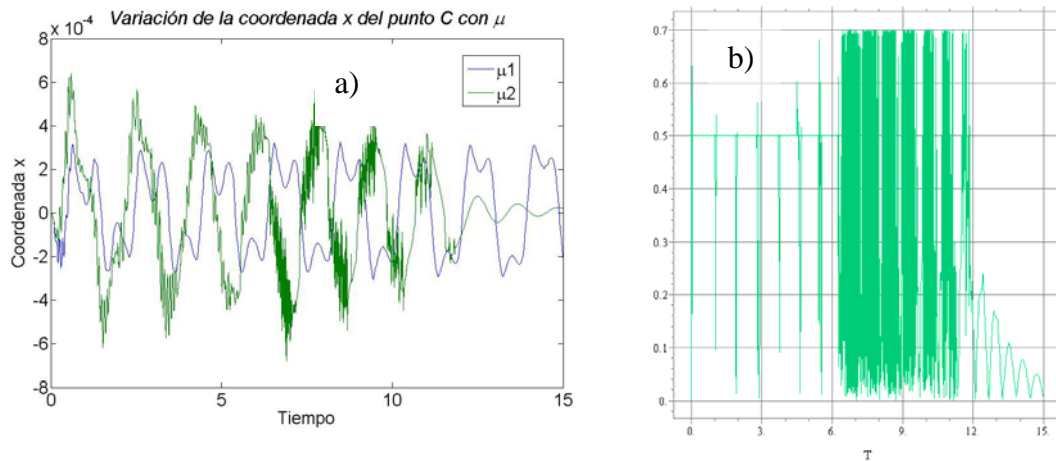 Variación de la coordenada x del punto C con μ
x 10⁻⁴
a)
μ1
μ2
8
6
4
2
0
-2
-4
-6
-8
Coordenada x
0 5 10 15
Tiempo
b)
0.7
0.6
0.5
0.4
0.3
0.2
0.1
0.
0. 3. 6. 9. 12. 15.
T